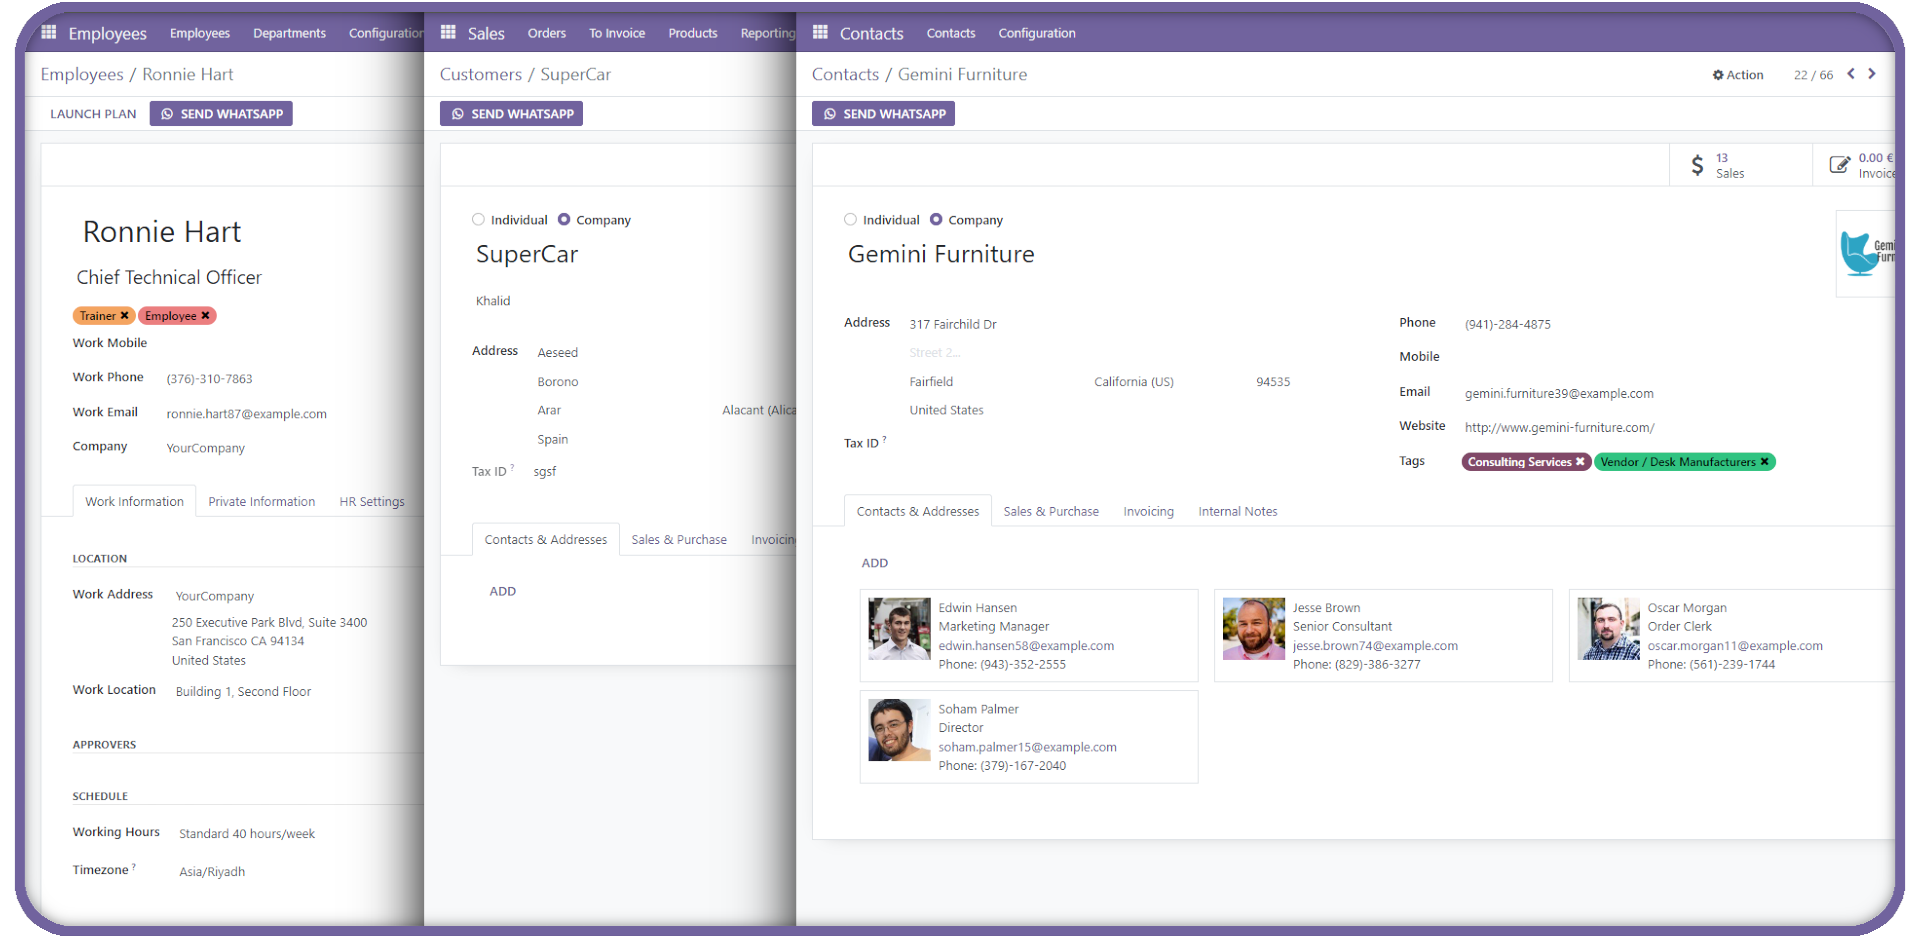 Employees Employees Departments Configuration
Employees / Ronnie Hart
LAUNCH PLAN SEND WHATSAPP
Ronnie Hart
Chief Technical Officer
Trainer ✖ Employee ✖
Work Mobile
Work Phone (376)-310-7863
Work Email ronnie.hart87@example.com
Company YourCompany
Work Information Private Information HR Settings
LOCATION
Work Address YourCompany
250 Executive Park Blvd, Suite 3400
San Francisco CA 94134
United States
Work Location Building 1, Second Floor
APPROVERS
SCHEDULE
Working Hours Standard 40 hours/week
Timezone ? Asia/Riyadh
Sales Orders To Invoice Products Reporting
Customers / SuperCar
SEND WHATSAPP
Individual Company
SuperCar
Khalid
Address Aeseed
Borono
Arar Alacant (Alica
Spain
Tax ID ? sgsf
Contacts & Addresses Sales & Purchase Invoicing
ADD
Contacts Contacts Configuration
Contacts / Gemini Furniture Action 22 / 66
SEND WHATSAPP
13
Sales
0.00 €
Invoice
Individual Company
Gemini Furniture
Gemi
Furn
Address 317 Fairchild Dr
Street 2...
Fairfield California (US) 94535
United States
Tax ID ?
Phone (941)-284-4875
Mobile
Email gemini.furniture39@example.com
Website http://www.gemini-furniture.com/
Tags Consulting Services ✖ Vendor / Desk Manufacturers ✖
Contacts & Addresses Sales & Purchase Invoicing Internal Notes
ADD
Edwin Hansen
Marketing Manager
edwin.hansen58@example.com
Phone: (943)-352-2555
Jesse Brown
Senior Consultant
jesse.brown74@example.com
Phone: (829)-386-3277
Oscar Morgan
Order Clerk
oscar.morgan11@example.com
Phone: (561)-239-1744
Soham Palmer
Director
soham.palmer15@example.com
Phone: (379)-167-2040